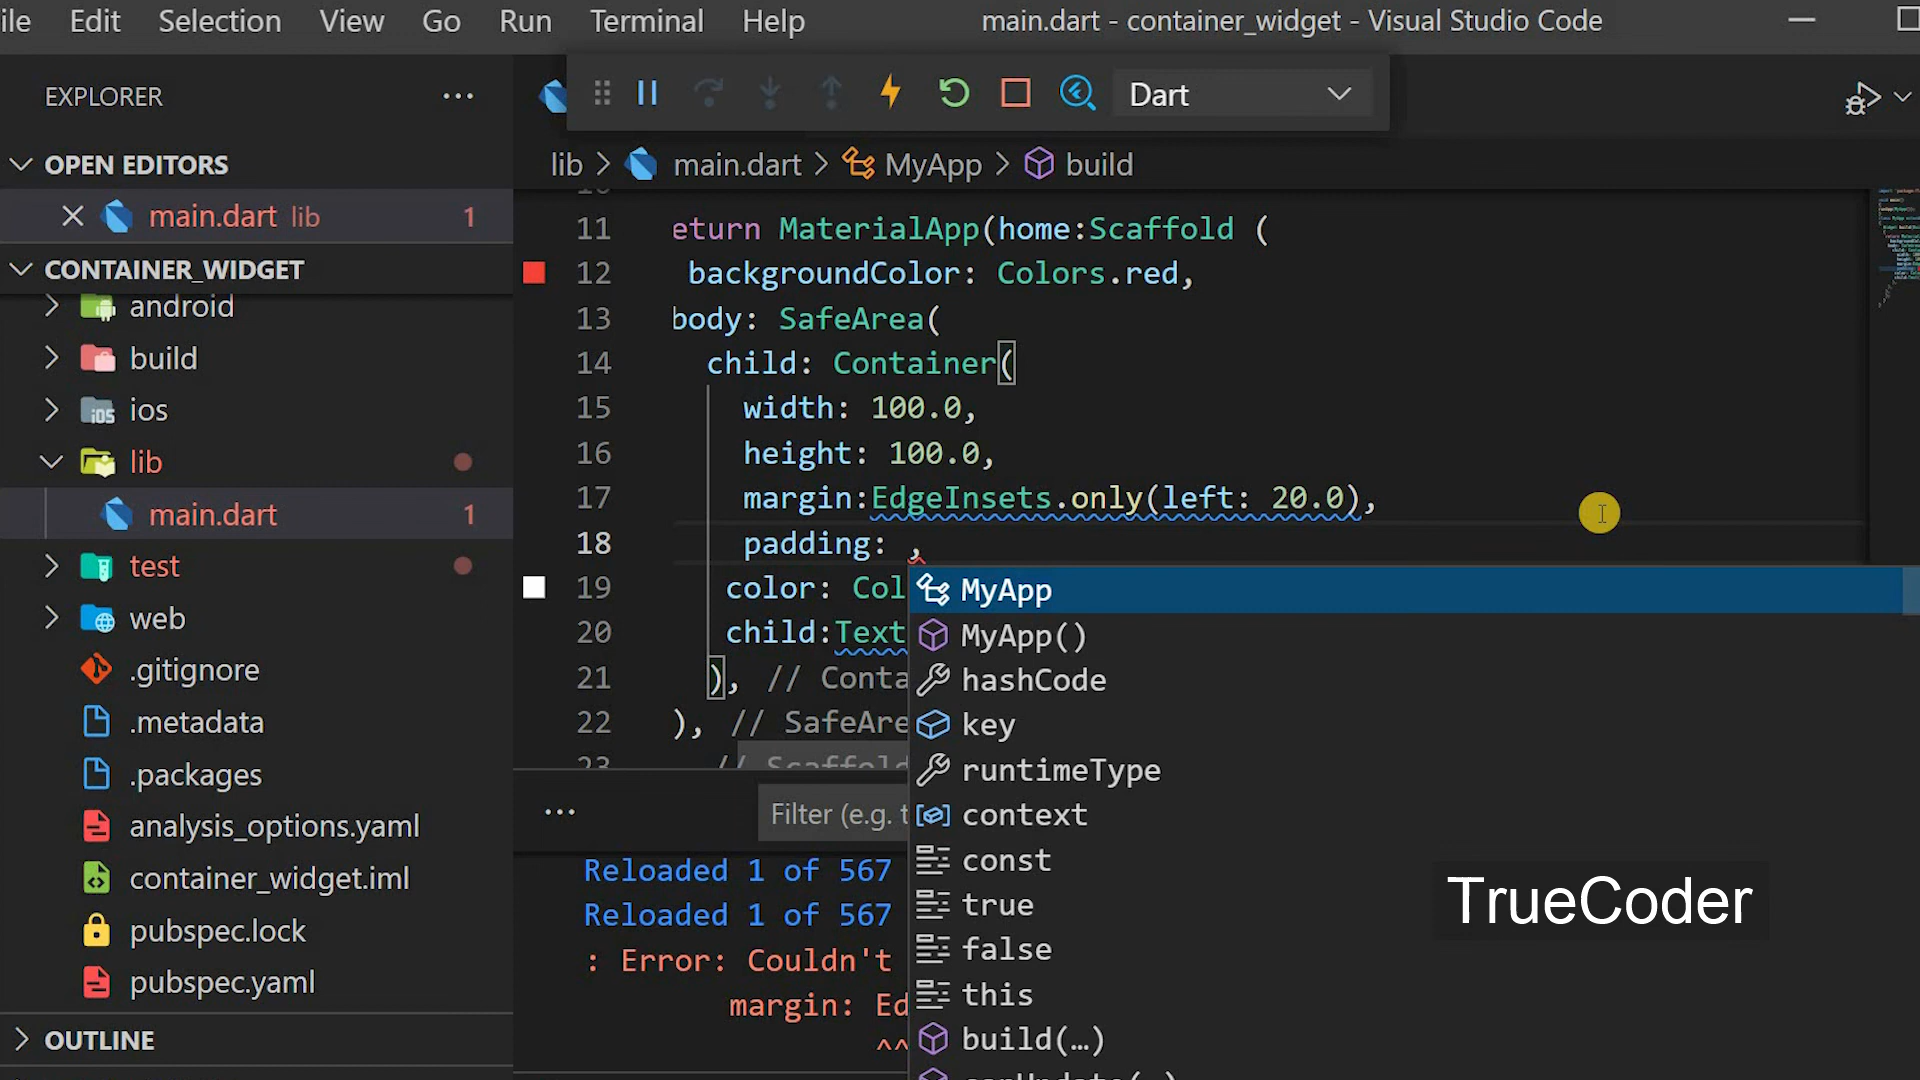 ile Edit Selection View Go Run Terminal Help main.dart - container_widget - Visual Studio Code
EXPLORER ...
Dart
OPEN EDITORS
lib > main.dart > MyApp > build
main.dart lib 1
CONTAINER_WIDGET
android
build
ios
lib
main.dart 1
test
web
.gitignore
.metadata
.packages
analysis_options.yaml
container_widget.iml
pubspec.lock
pubspec.yaml
OUTLINE
11 eturn MaterialApp(home:Scaffold (
12 backgroundColor: Colors.red,
13 body: SafeArea(
14 child: Container(
15 width: 100.0,
16 height: 100.0,
17 margin:EdgeInsets.only(left: 20.0),
18 padding: ,
19 color: Col
20 child:Text
21 ), // Conta
22 ), // SafeAre
23 // Scaffold
MyApp
MyApp()
hashCode
key
runtimeType
context
const
true
false
this
build(…)
... Filter (e.g. t
Reloaded 1 of 567
Reloaded 1 of 567
: Error: Couldn't
margin: Ed
^^
TrueCoder